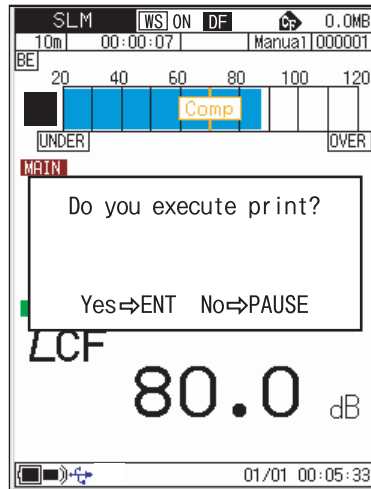 SLM WS ON DF CF 0.0MB
10m 00:00:07 Manual 000001
BE
20 40 60 80 100 120
Comp
UNDER OVER
MAIN
Do you execute print?
Yes⇨ENT No⇨PAUSE
LCF
80.0 dB
01/01 00:05:33